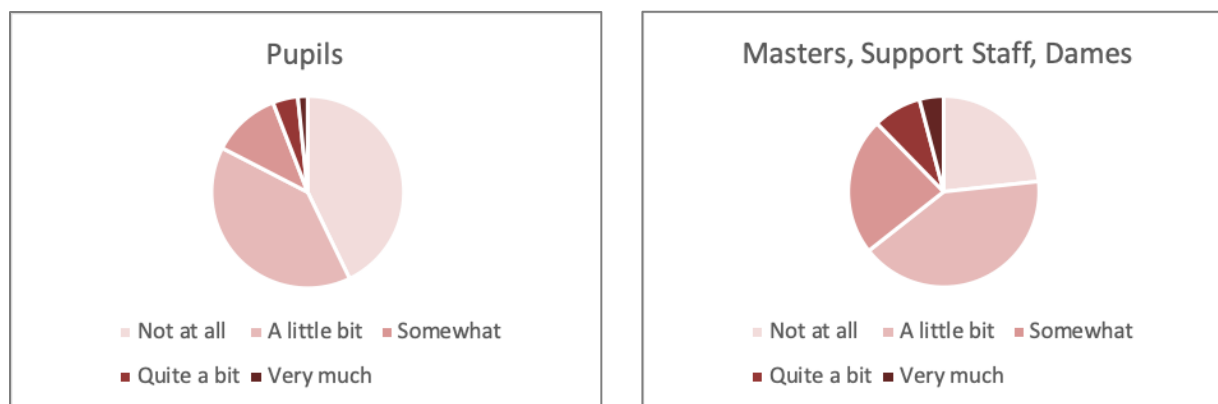 Pupils
Not at all A little bit Somewhat
Quite a bit Very much
Masters, Support Staff, Dames
Not at all A little bit Somewhat
Quite a bit Very much